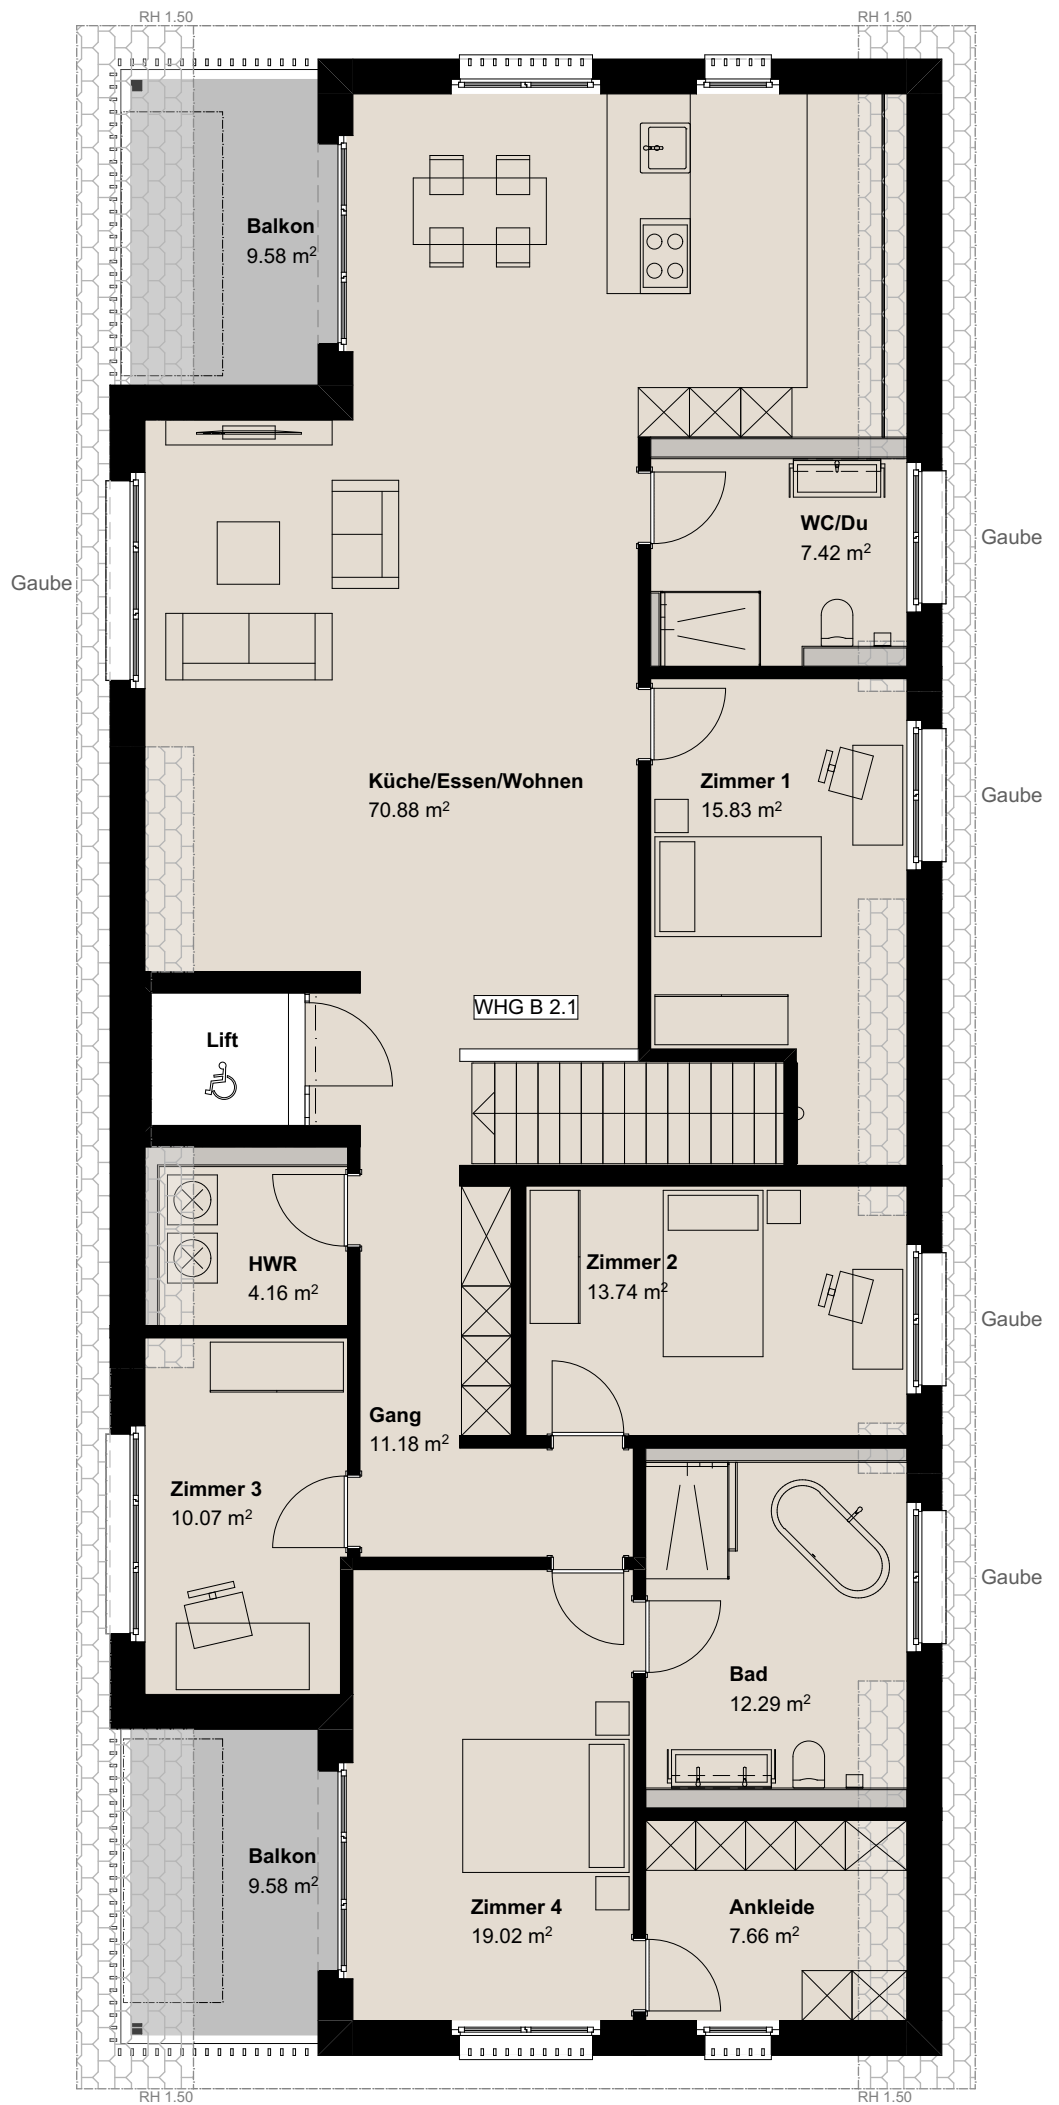 RH 1.50
RH 1.50
Balkon
9.58 m²
WC/Du
7.42 m²
Gaube
Gaube
Küche/Essen/Wohnen
70.88 m²
Zimmer 1
15.83 m²
Gaube
WHG B 2.1
Lift
HWR
4.16 m²
Zimmer 2
13.74 m²
Gaube
Gang
11.18 m²
Zimmer 3
10.07 m²
Gaube
Bad
12.29 m²
Balkon
9.58 m²
Zimmer 4
19.02 m²
Ankleide
7.66 m²
RH 1.50
RH 1.50